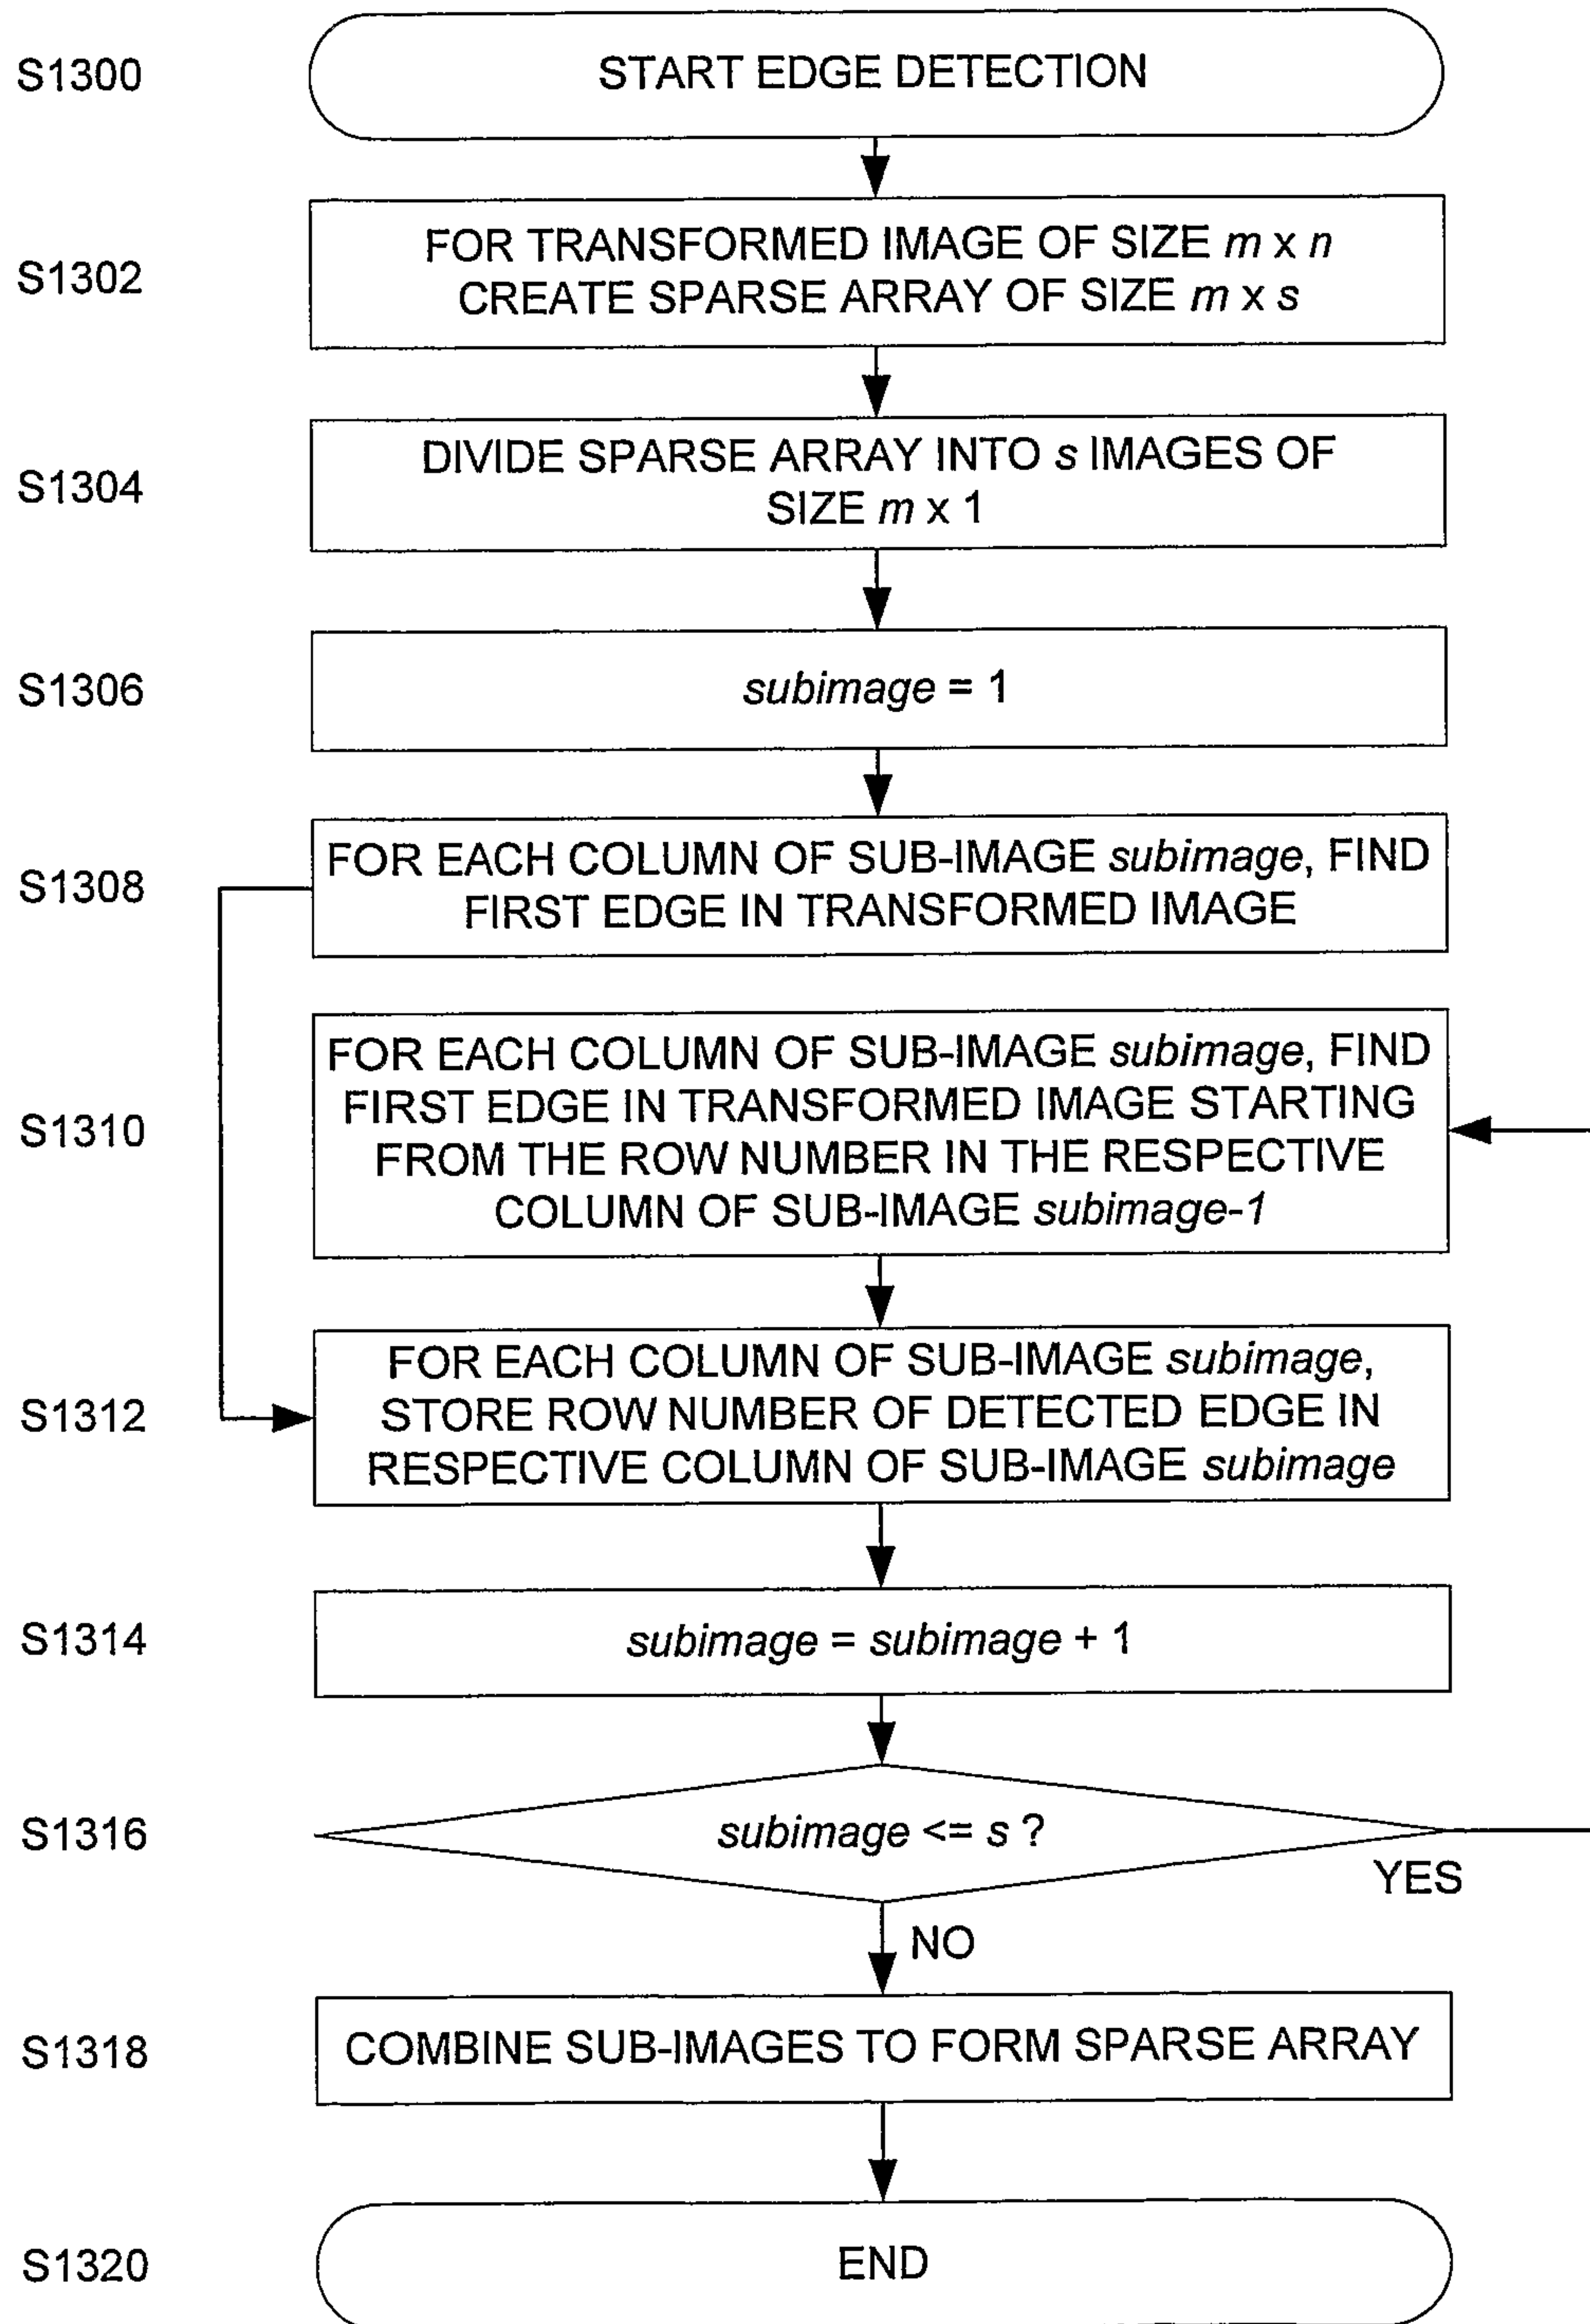 S1300
START EDGE DETECTION
S1302
FOR TRANSFORMED IMAGE OF SIZE m x n
CREATE SPARSE ARRAY OF SIZE m x s
S1304
DIVIDE SPARSE ARRAY INTO s IMAGES OF
SIZE m x 1
S1306
subimage = 1
S1308
FOR EACH COLUMN OF SUB-IMAGE subimage, FIND
FIRST EDGE IN TRANSFORMED IMAGE
S1310
FOR EACH COLUMN OF SUB-IMAGE subimage, FIND
FIRST EDGE IN TRANSFORMED IMAGE STARTING
FROM THE ROW NUMBER IN THE RESPECTIVE
COLUMN OF SUB-IMAGE subimage-1
S1312
FOR EACH COLUMN OF SUB-IMAGE subimage,
STORE ROW NUMBER OF DETECTED EDGE IN
RESPECTIVE COLUMN OF SUB-IMAGE subimage
S1314
subimage = subimage + 1
S1316
subimage <= s ?
YES
NO
S1318
COMBINE SUB-IMAGES TO FORM SPARSE ARRAY
S1320
END